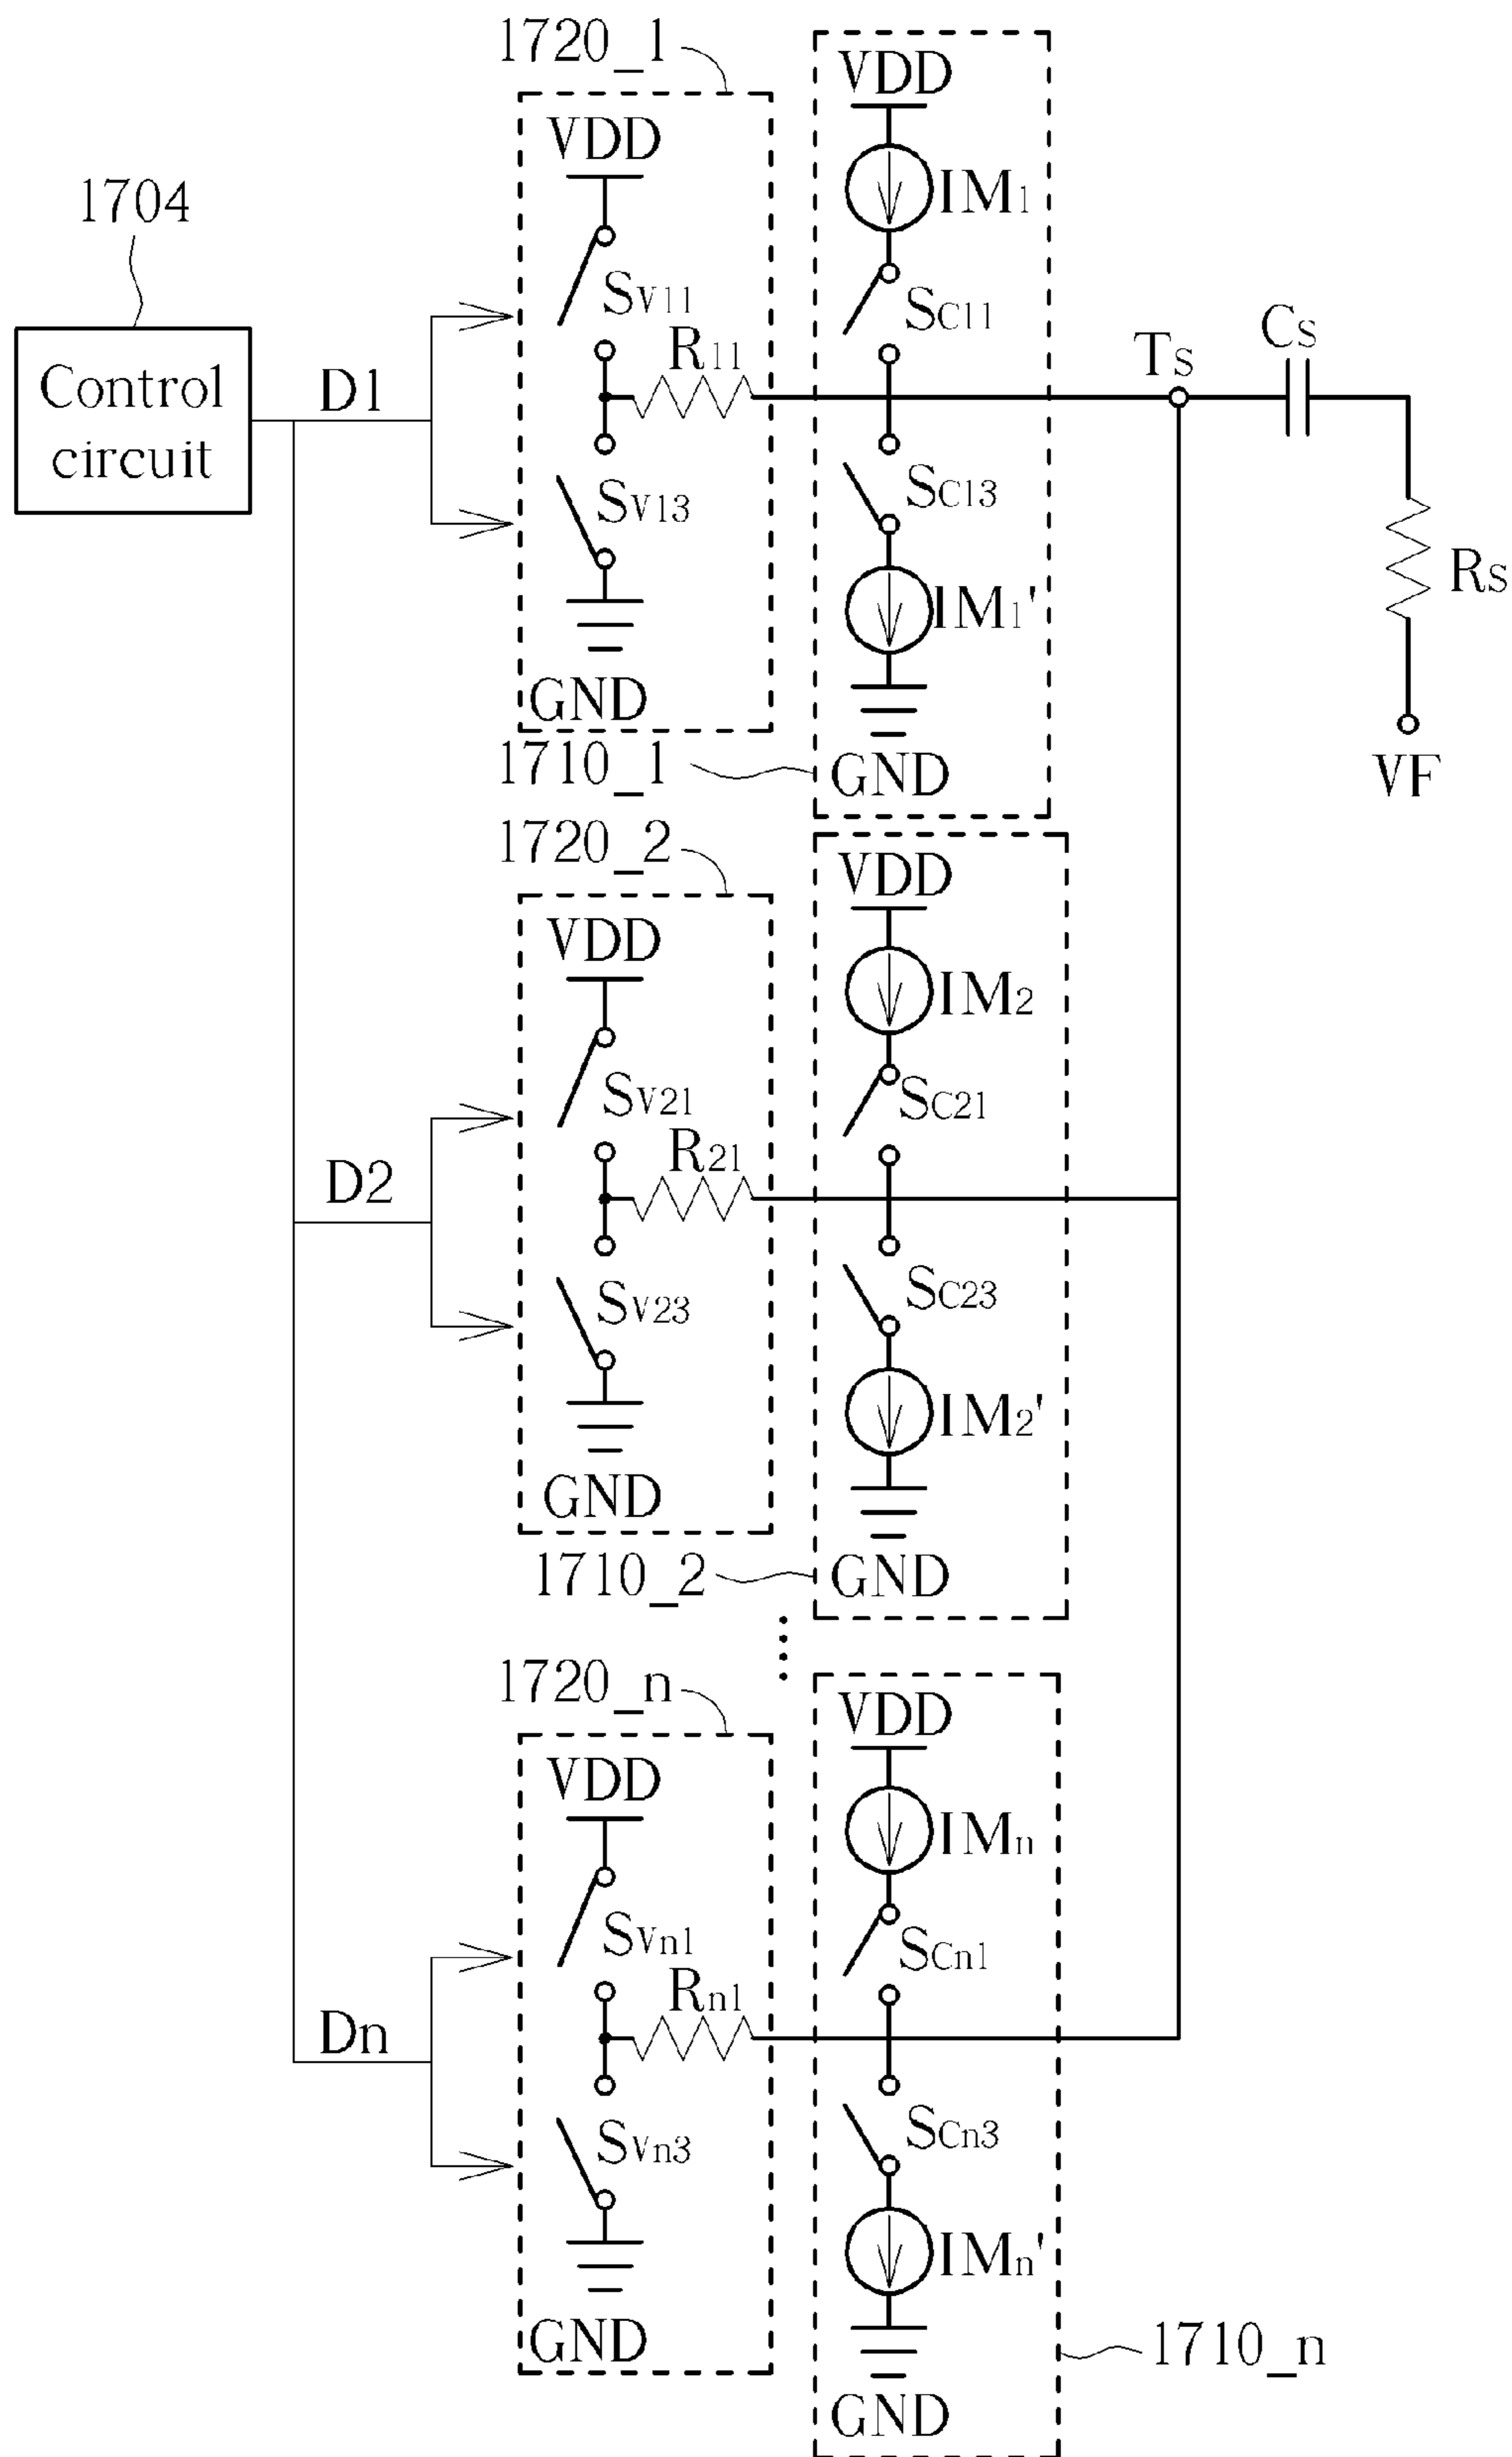 1720_1
VDD
VDD
IM1
1704
SV11
SC11
R11
CS
TS
Control
circuit
D1
SV13
SC13
RS
IM1'
GND
1710_1
GND
VF
1720_2
VDD
VDD
IM2
SV21
SC21
R21
D2
SV23
SC23
IM2'
GND
1710_2
GND
1720_n
VDD
VDD
IMn
SVn1
SCn1
Rn1
Dn
SVn3
SCn3
IMn'
GND
1710_n
GND